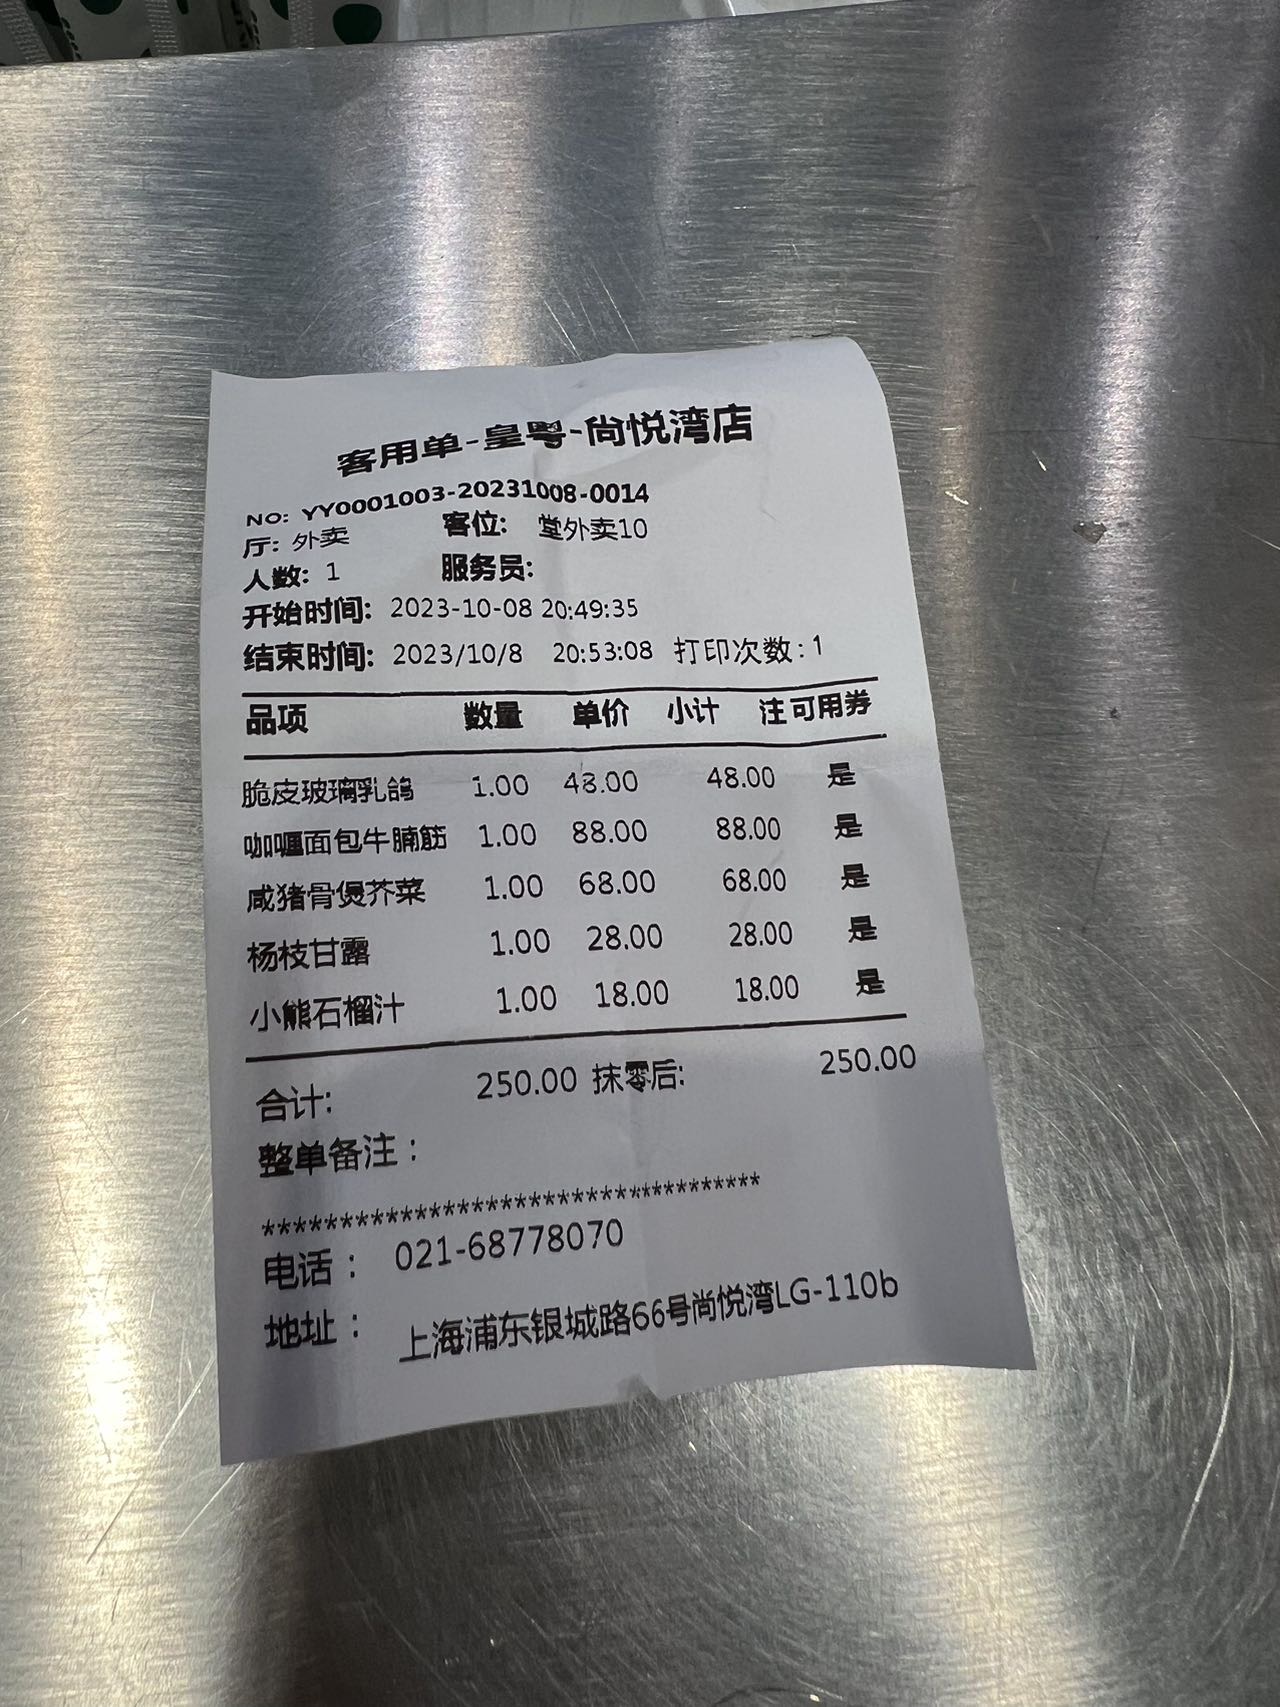 客用单-皇粤-尚悦湾店
NO: YY0001003-20231008-0014
厅: 外卖 客位: 堂外卖10
人数: 1 服务员:
开始时间: 2023-10-08 20:49:35
结束时间: 2023/10/8 20:53:08 打印次数:1
品项 数量 单价 小计 注可用券
脆皮玻璃乳鸽 1.00 48.00 48.00 是
咖喱面包牛腩筋 1.00 88.00 88.00 是
咸猪骨煲芥菜 1.00 68.00 68.00 是
杨枝甘露 1.00 28.00 28.00 是
小熊石榴汁 1.00 18.00 18.00 是
合计: 250.00 抹零后: 250.00
整单备注：
**********************************
电话： 021-68778070
地址： 上海浦东银城路66号尚悦湾LG-110b